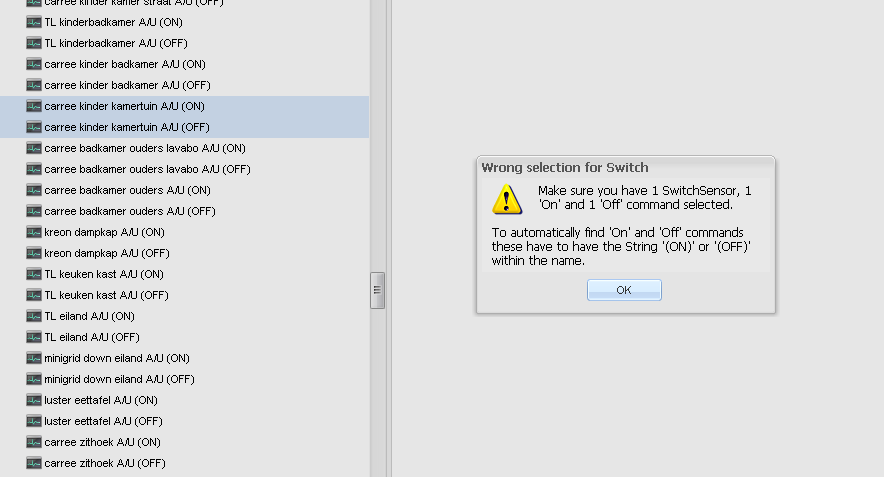 carree kinder kamer straat A/U (OFF)
TL kinderbadkamer A/U (ON)
TL kinderbadkamer A/U (OFF)
carree kinder badkamer A/U (ON)
carree kinder badkamer A/U (OFF)
carree kinder kamertuin A/U (ON)
carree kinder kamertuin A/U (OFF)
carree badkamer ouders lavabo A/U (ON)
carree badkamer ouders lavabo A/U (OFF)
carree badkamer ouders A/U (ON)
carree badkamer ouders A/U (OFF)
kreon dampkap A/U (ON)
kreon dampkap A/U (OFF)
TL keuken kast A/U (ON)
TL keuken kast A/U (OFF)
TL eiland A/U (ON)
TL eiland A/U (OFF)
minigrid down eiland A/U (ON)
minigrid down eiland A/U (OFF)
luster eettafel A/U (ON)
luster eettafel A/U (OFF)
carree zithoek A/U (ON)
carree zithoek A/U (OFF)
Wrong selection for Switch
Make sure you have 1 SwitchSensor, 1
'On' and 1 'Off' command selected.
To automatically find 'On' and 'Off' commands
these have to have the String '(ON)' or '(OFF)'
within the name.
OK